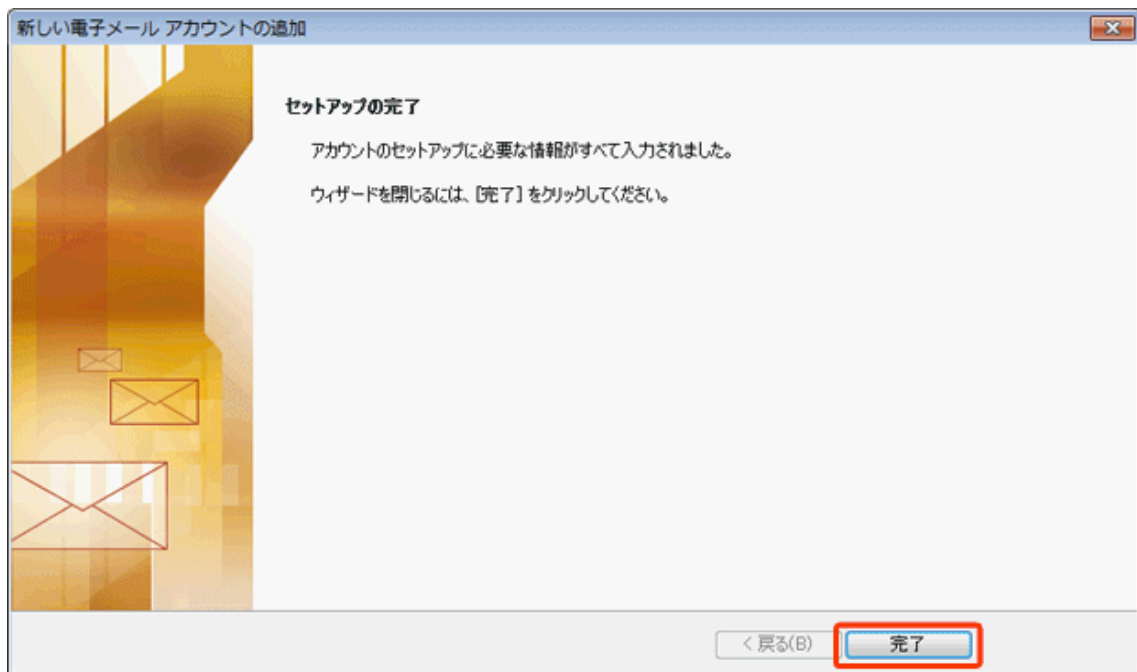 新しい電子メール アカウントの追加
セットアップの完了
アカウントのセットアップに必要な情報がすべて入力されました。
ウィザードを閉じるには、[完了] をクリックしてください。
< 戻る(B)
完了